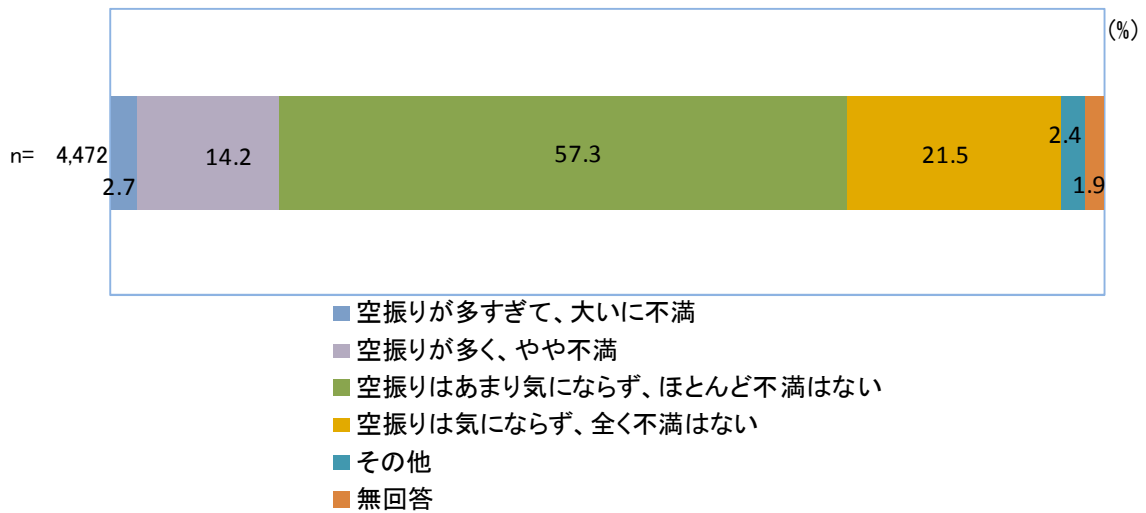 (%)
n= 4,472
2.7
14.2
57.3
21.5
2.4
1.9
空振りが多すぎて、大いに不満
空振りが多く、やや不満
空振りはあまり気にならず、ほとんど不満はない
空振りは気にならず、全く不満はない
その他
無回答